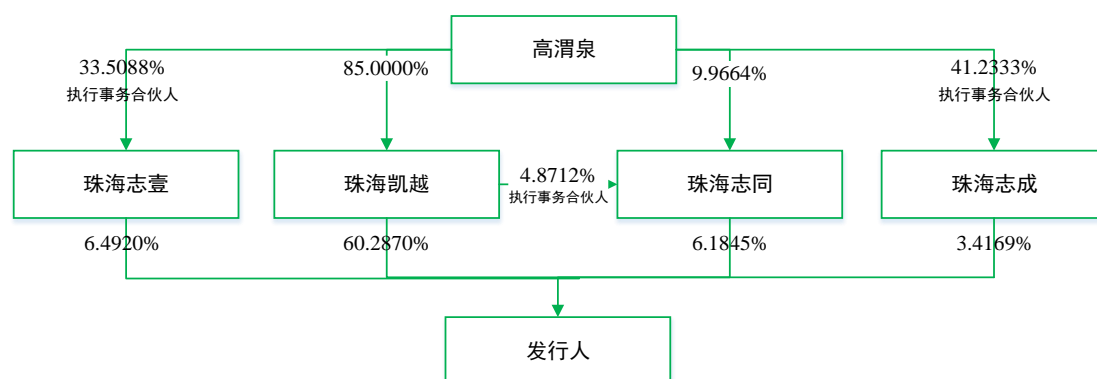 高渭泉
33.5088%
执行事务合伙人
85.0000%
9.9664%
41.2333%
执行事务合伙人
珠海志壹
珠海凯越
4.8712%
执行事务合伙人
珠海志同
珠海志成
6.4920%
60.2870%
6.1845%
3.4169%
发行人